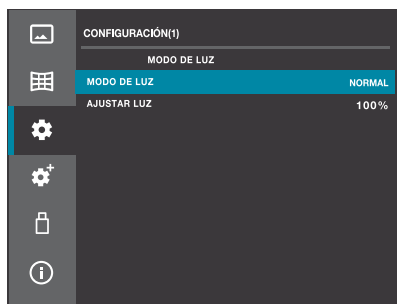 CONFIGURACIÓN(1)
MODO DE LUZ
MODO DE LUZ NORMAL
AJUSTAR LUZ 100%